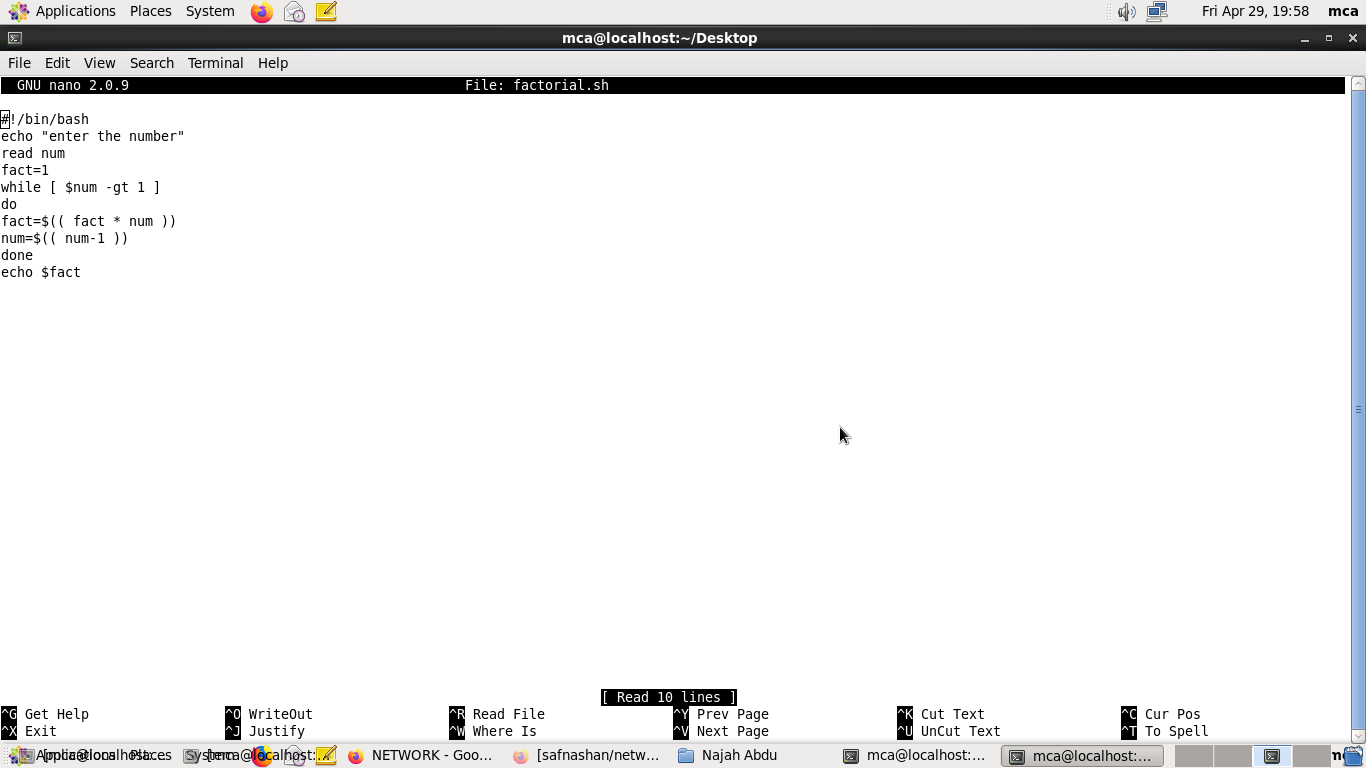 Applications Places System Fri Apr 29, 19:58 mca
mca@localhost:~/Desktop
File Edit View Search Terminal Help
GNU nano 2.0.9 File: factorial.sh
#!/bin/bash
echo "enter the number"
read num
fact=1
while [ $num -gt 1 ]
do
fact=$(( fact * num ))
num=$(( num-1 ))
done
echo $fact
[ Read 10 lines ]
^G Get Help ^O WriteOut ^R Read File ^Y Prev Page ^K Cut Text ^C Cur Pos
^X Exit ^J Justify ^W Where Is ^V Next Page ^U UnCut Text ^T To Spell
NETWORK - Goo... [safnashan/netw... Najah Abdu mca@localhost:... mca@localhost:...